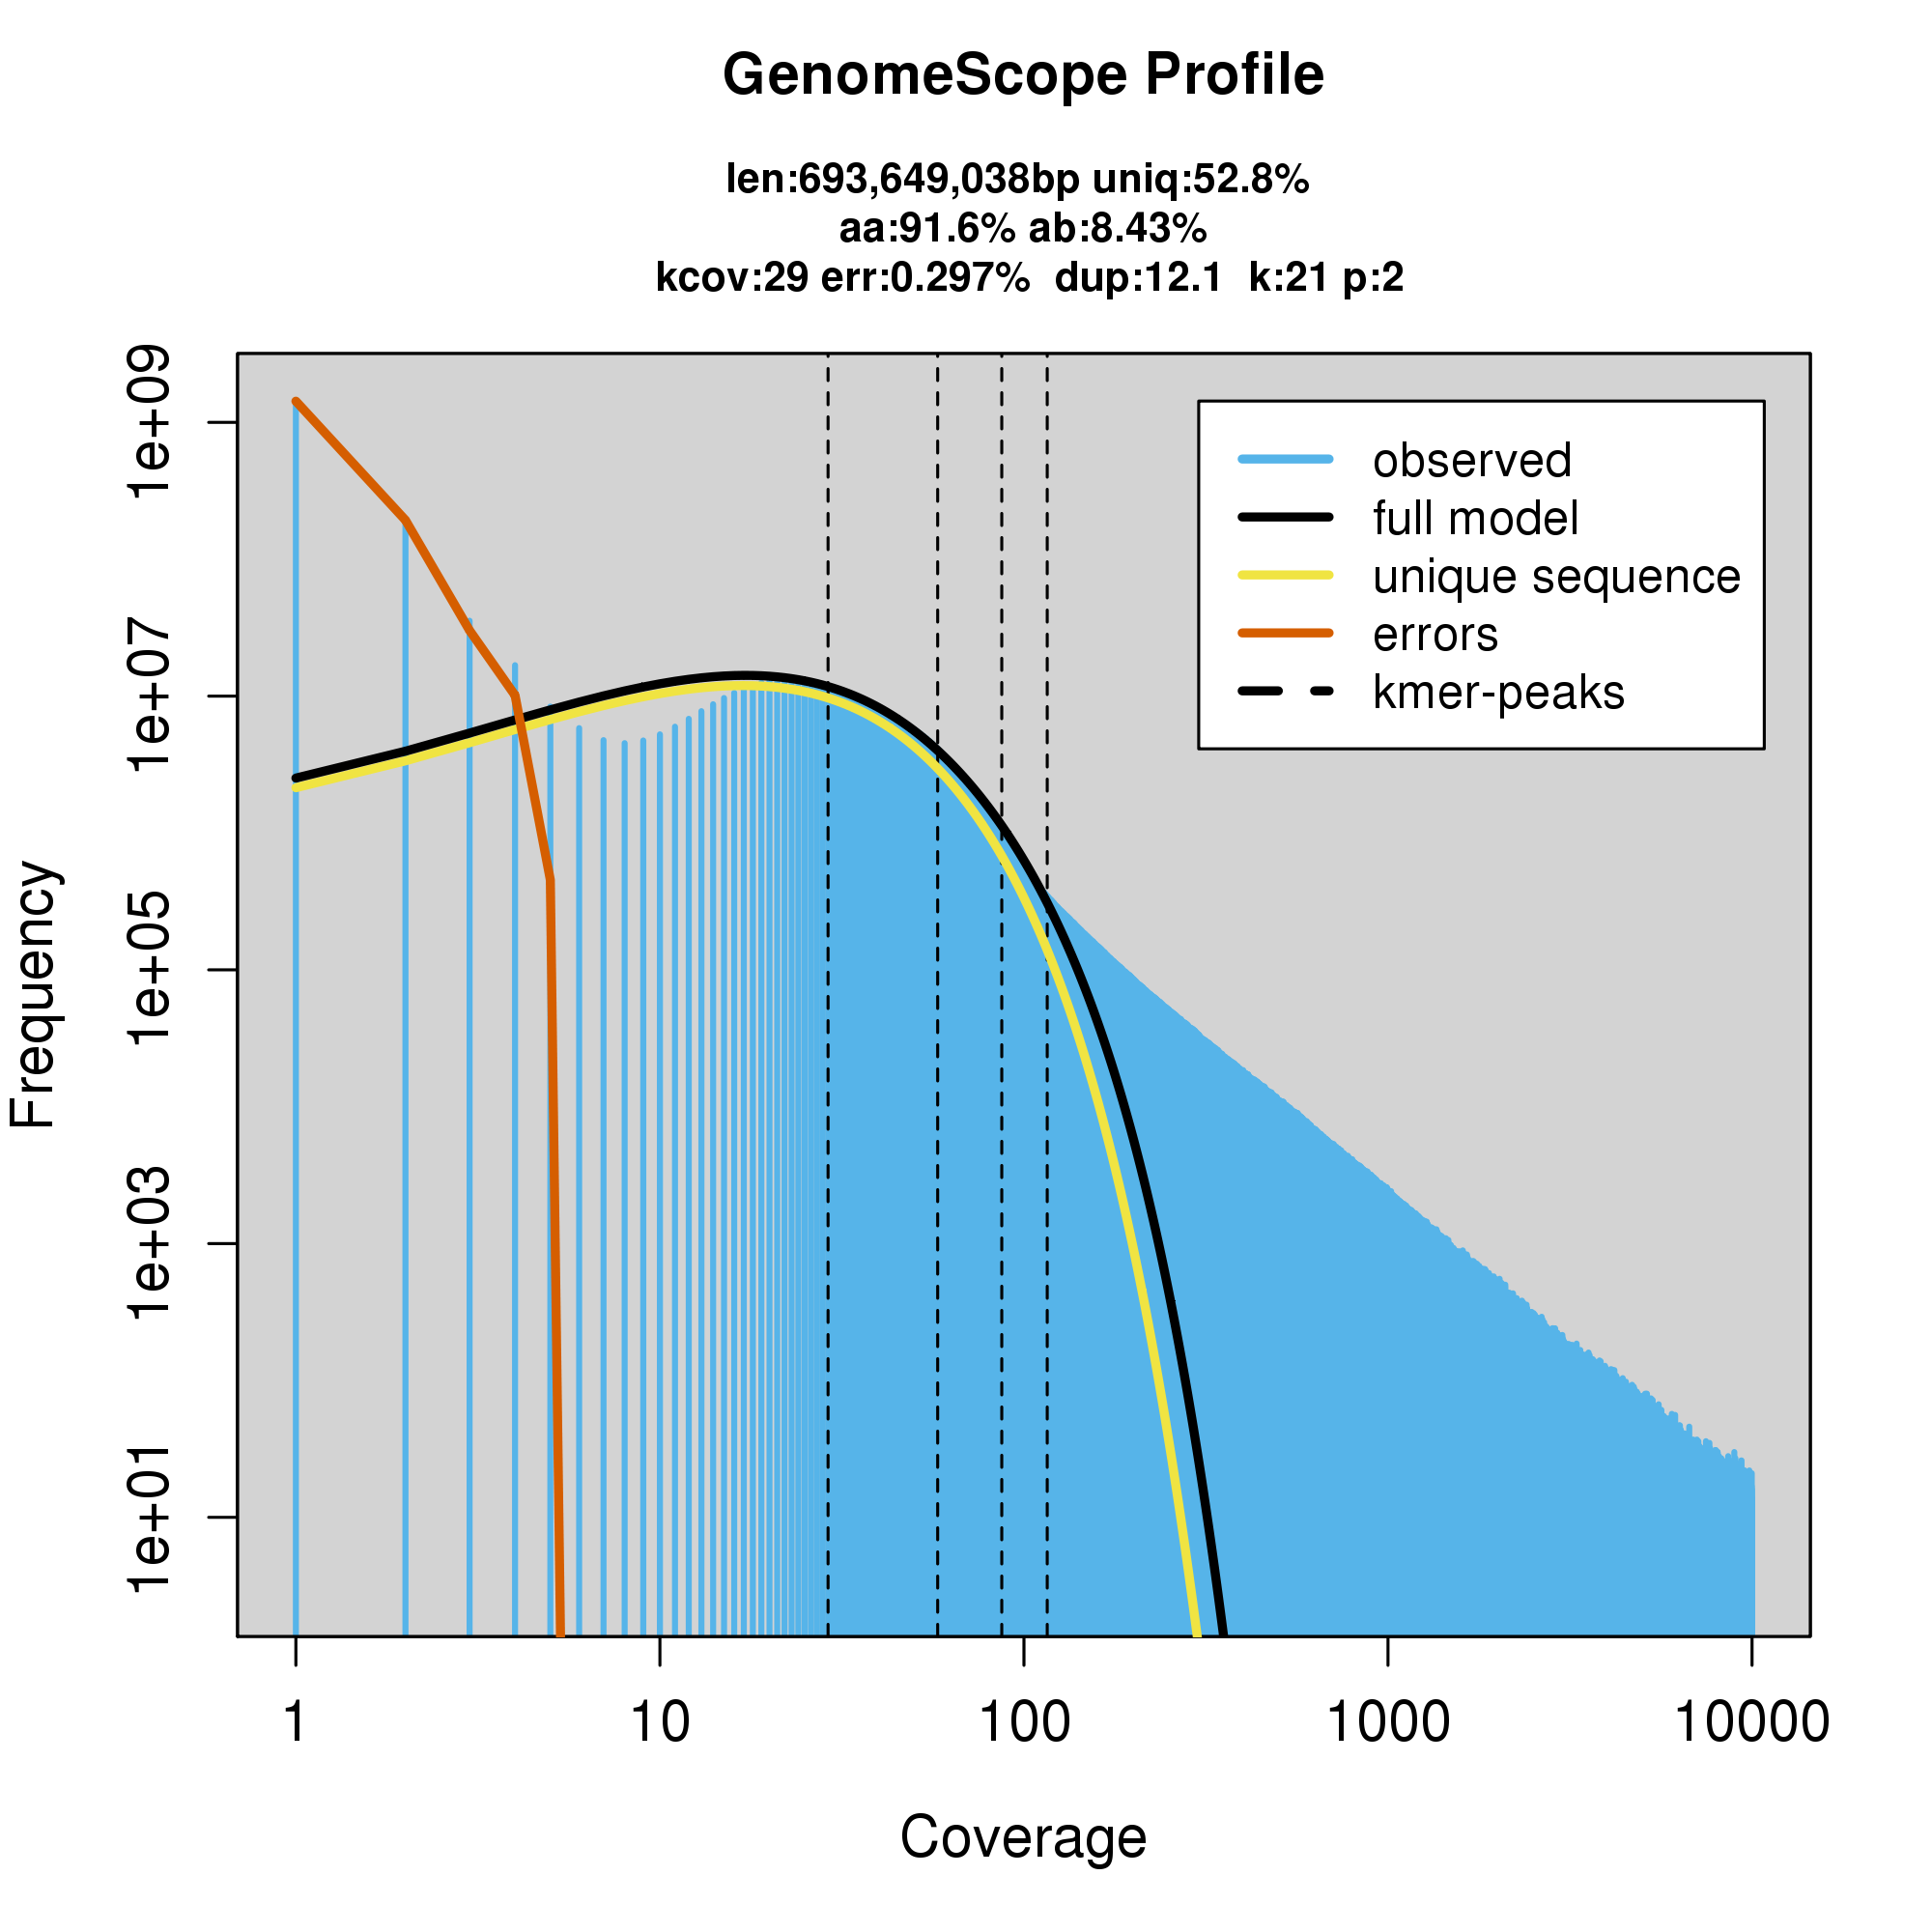 GenomeScope Profile
len:693,649,038bp uniq:52.8%
aa:91.6% ab:8.43%
kcov:29 err:0.297%  dup:12.1  k:21 p:2
observed
full model
unique sequence
errors
kmer-peaks
1e+09
1e+07
1e+05
1e+03
1e+01
Frequency
1 10 100 1000 10000
Coverage